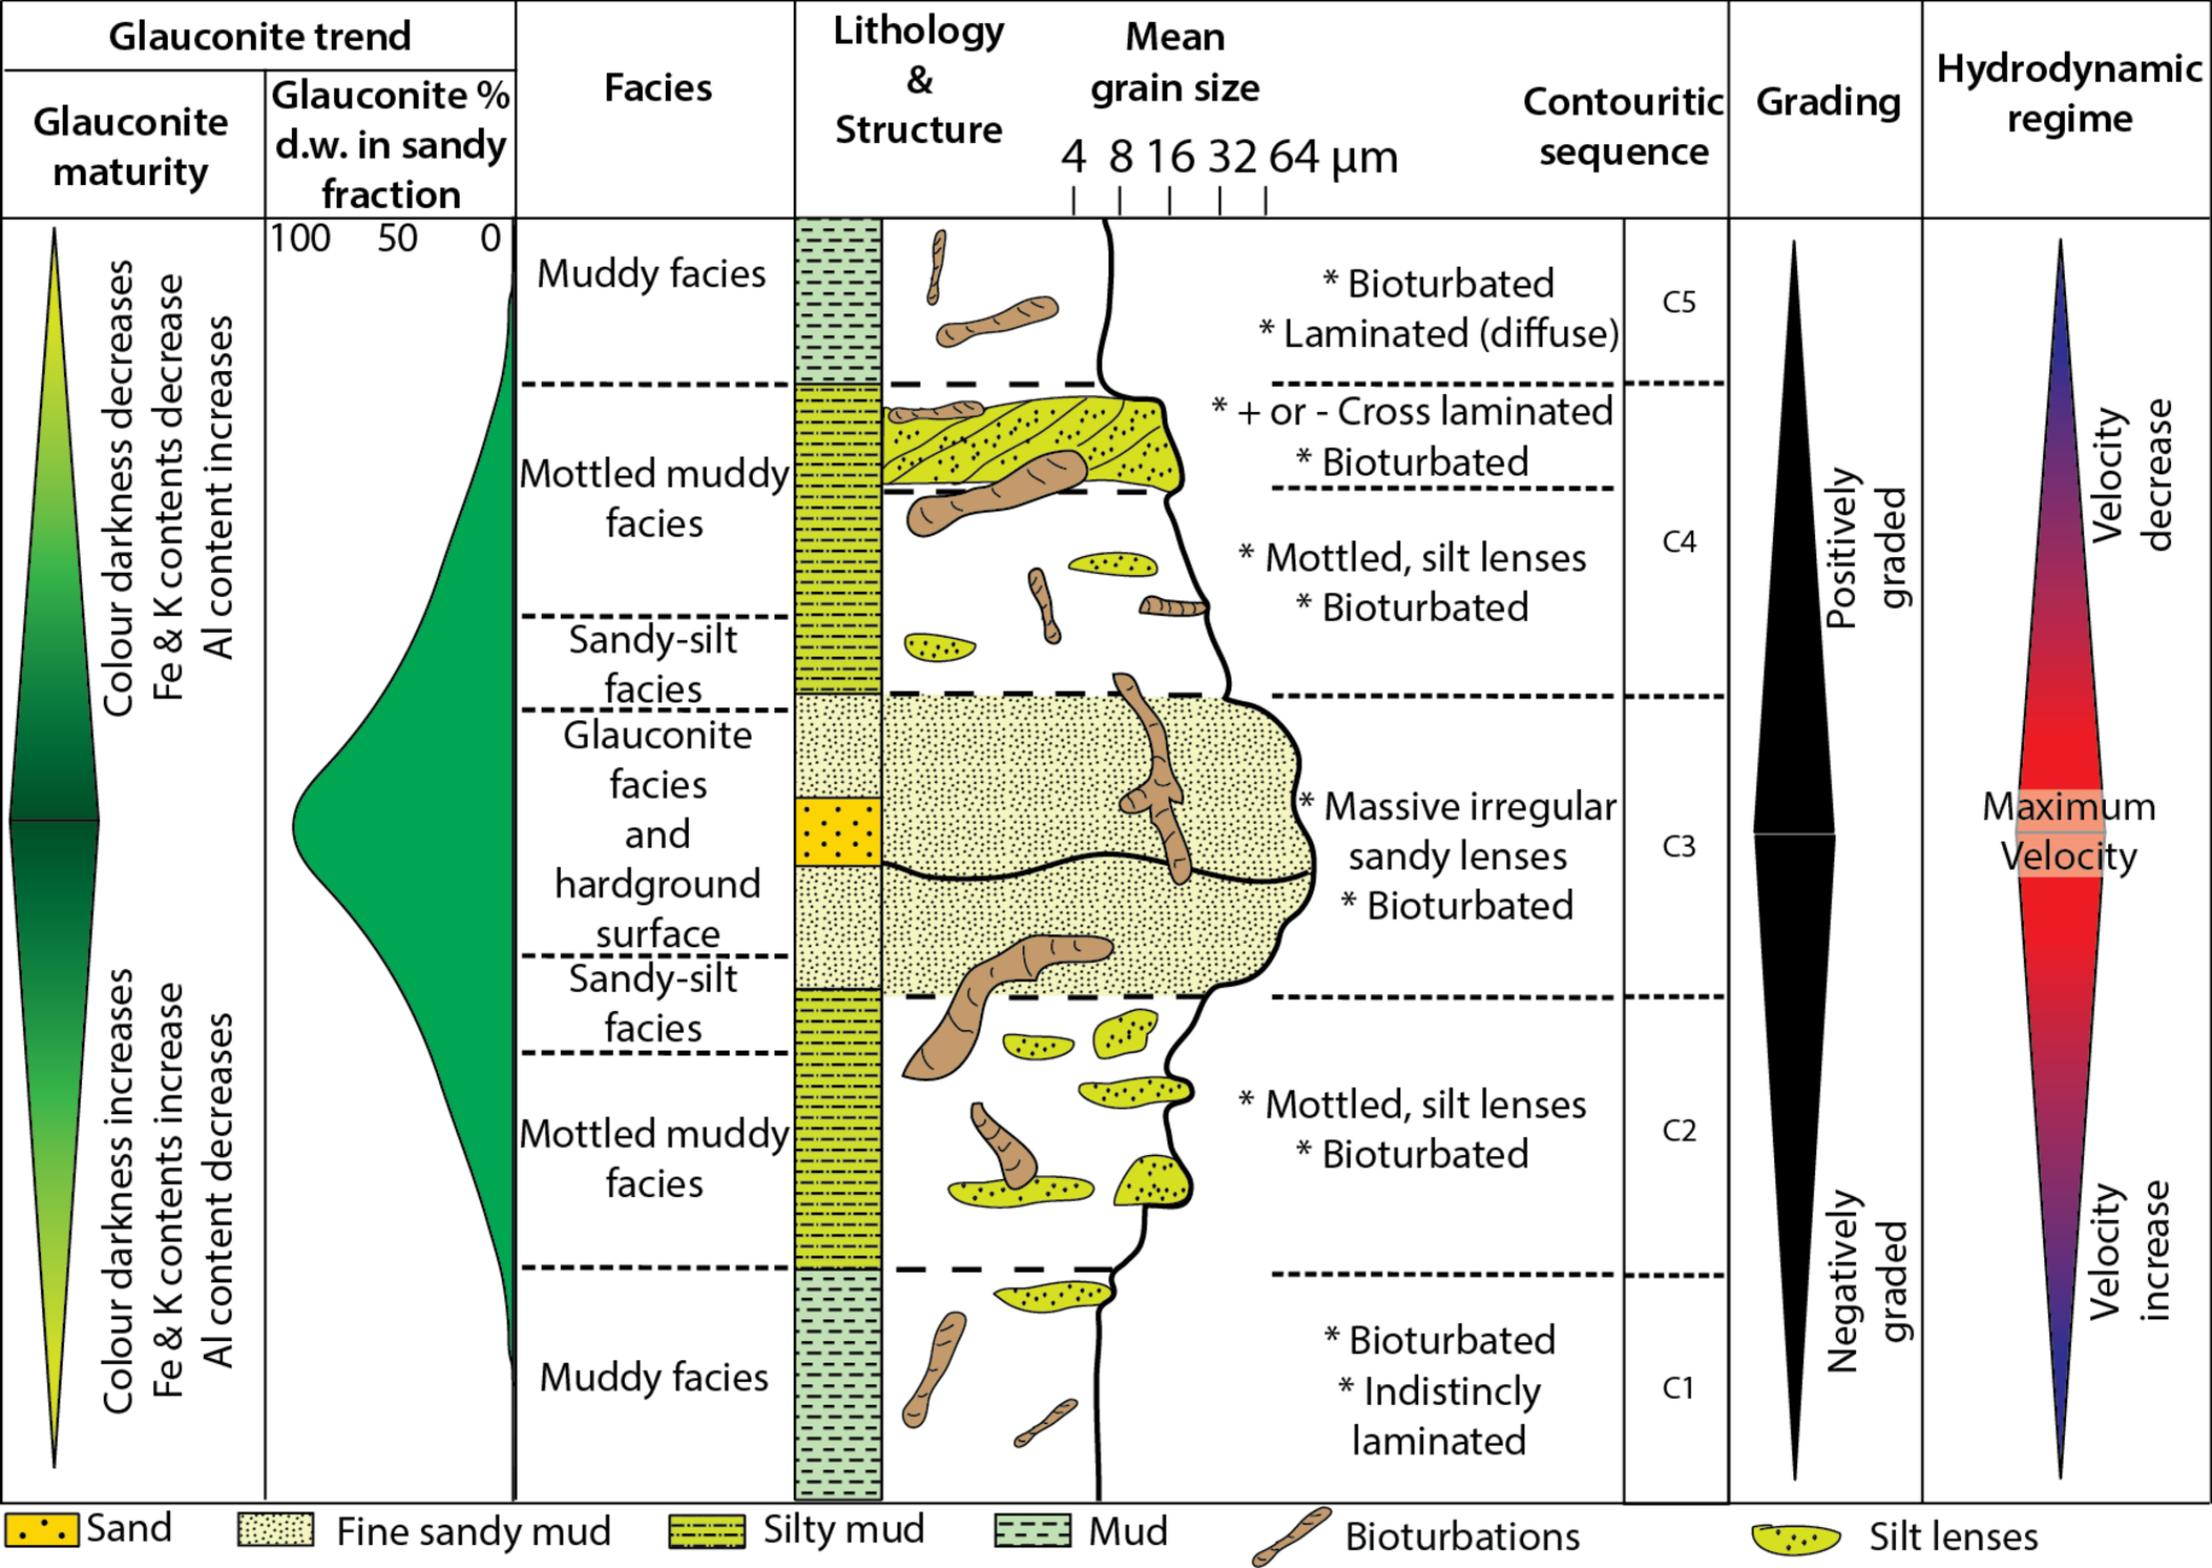 Glauconite trend
Glauconite
maturity
Glauconite %
d.w. in sandy
fraction
Facies
Lithology
&
Structure
Mean
grain size
4 8 16 32 64 µm
Contouritic
sequence
Grading
Hydrodynamic
regime
100 50 0
Colour darkness decreases
Fe & K contents decrease
Al content increases
Colour darkness increases
Fe & K contents increase
Al content decreases
Muddy facies
Mottled muddy
facies
Sandy-silt
facies
Glauconite
facies
and
hardground
surface
Sandy-silt
facies
Mottled muddy
facies
Muddy facies
* Bioturbated
* Laminated (diffuse)
* + or - Cross laminated
* Bioturbated
* Mottled, silt lenses
* Bioturbated
* Massive irregular
sandy lenses
* Bioturbated
* Mottled, silt lenses
* Bioturbated
* Bioturbated
* Indistincly
laminated
C5
C4
C3
C2
C1
Positively
graded
Negatively
graded
Velocity
decrease
Maximum
Velocity
Velocity
increase
Sand
Fine sandy mud
Silty mud
Mud
Bioturbations
Silt lenses